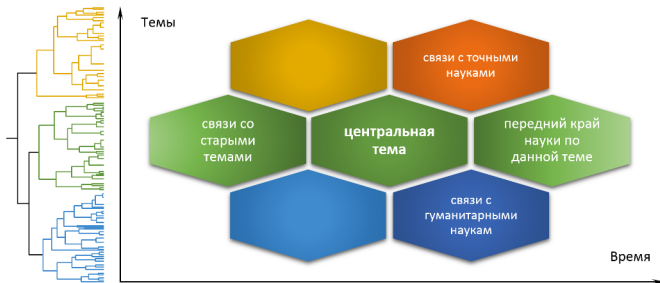 Темы
связи с точными
науками
связи со
старыми
темами
центральная
тема
передний край
науки по
данной теме
связи с
гуманитарными
наукам
Время